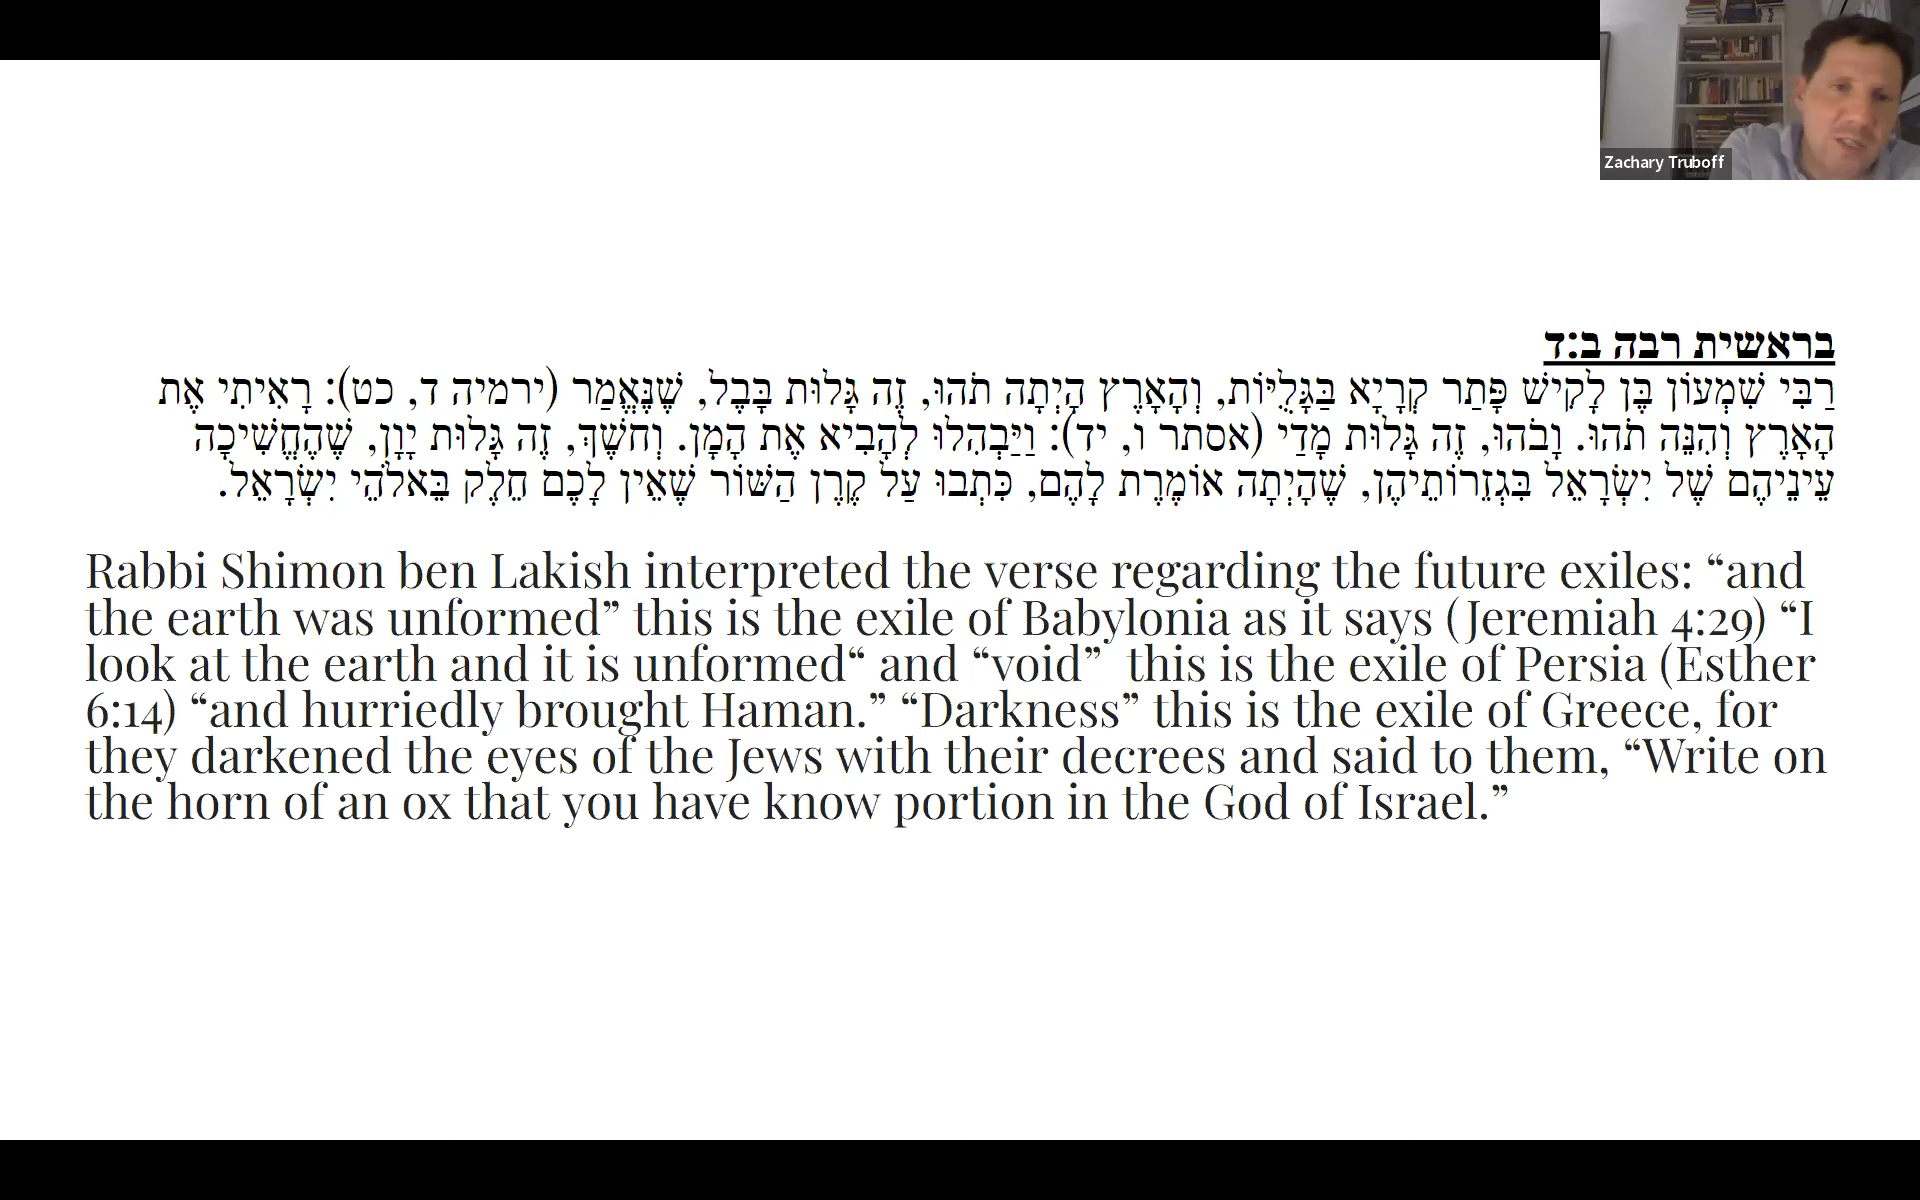 Zachary Truboff
בראשית רבה ב:ד
רַבִּי שִׁמְעוֹן בֶּן לָקִישׁ פָּתַר קְרָיָא בַּגָּלֻיּוֹת, וְהָאָרֶץ הָיְתָה תֹהוּ, זֶה גָּלוּת בָּבֶל, שֶׁנֶּאֱמַר (ירמיה ד, כט): רָאִיתִי אֶת
הָאָרֶץ וְהִנֵּה תֹהוּ. וָבֹהוּ, זֶה גָּלוּת מָדַי (אסתר ו, יד): וַיַּבְהִלוּ לְהָבִיא אֶת הָמָן. וְחשֶׁךְ, זֶה גָּלוּת יָוָן, שֶׁהֶחֱשִׁיכָה
עֵינֵיהֶם שֶׁל יִשְׂרָאֵל בִּגְזֵרוֹתֵיהֶן, שֶׁהָיְתָה אוֹמֶרֶת לָהֶם, כִּתְבוּ עַל קֶרֶן הַשּׁוֹר שֶׁאֵין לָכֶם חֵלֶק בֵּאלֹהֵי יִשְׂרָאֵל.
Rabbi Shimon ben Lakish interpreted the verse regarding the future exiles: “and
the earth was unformed” this is the exile of Babylonia as it says (Jeremiah 4:29) “I
look at the earth and it is unformed“ and “void”  this is the exile of Persia (Esther
6:14) “and hurriedly brought Haman.” “Darkness” this is the exile of Greece, for
they darkened the eyes of the Jews with their decrees and said to them, “Write on
the horn of an ox that you have know portion in the God of Israel.”